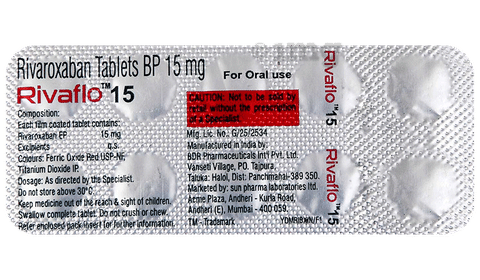 Rivaroxaban Tablets BP 15 mg
For Oral use
Rivaflo™15
CAUTION: Not to be sold by
retail without the prescription
of a Specialist.
Composition:
Each film coated tablet contains:
Rivaroxaban EP 15 mg
Excipients q.s.
Colours: Ferric Oxide Red USP-NF,
Titanium Dioxide IP.
Dosage: As directed by the Specialist.
Do not store above 30°C.
Keep medicine out of the reach & sight of children.
Swallow complete tablet. Do not crush or chew.
Refer enclosed pack insert for further information.
Mfg. Lic. No.: G/25/2534
Manufactured in India by:
BDR Pharmaceuticals Int'l Pvt. Ltd.
Vanseti Village, PO. Tajpura,
Taluka: Halol, Dist: Panchmahal-389 350.
Marketed by: sun pharma laboratories ltd.
Acme Plaza, Andheri - Kurla Road,
Andheri (E), Mumbai - 400 059.
TM - Trademark
Rivaflo™15
Rivaflo™15